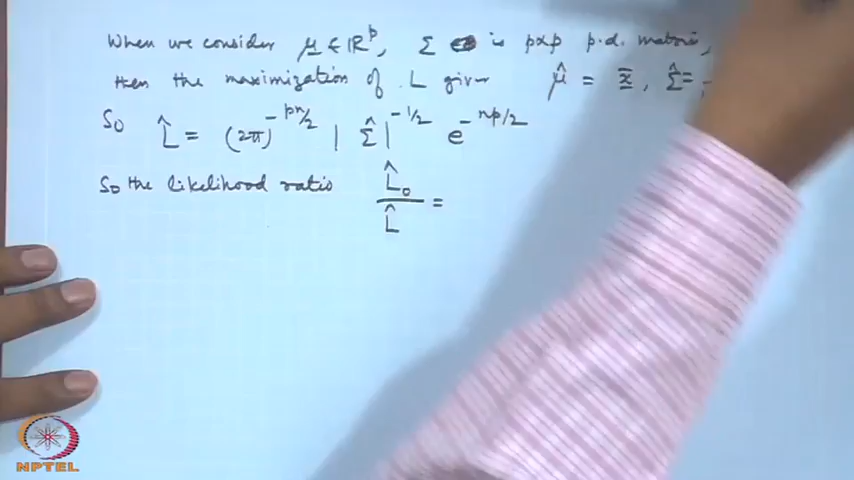 When we consider μ ∈ ℝ^p, Σ is p×p p.d. matrix,
then the maximization of L gives μ̂ = x̄, Σ̂ =
So L̂ = (2π)^{-pn/2} |Σ̂|^{-1/2} e^{-np/2}
So the likelihood ratio L̂₀ / L̂ =
NPTEL